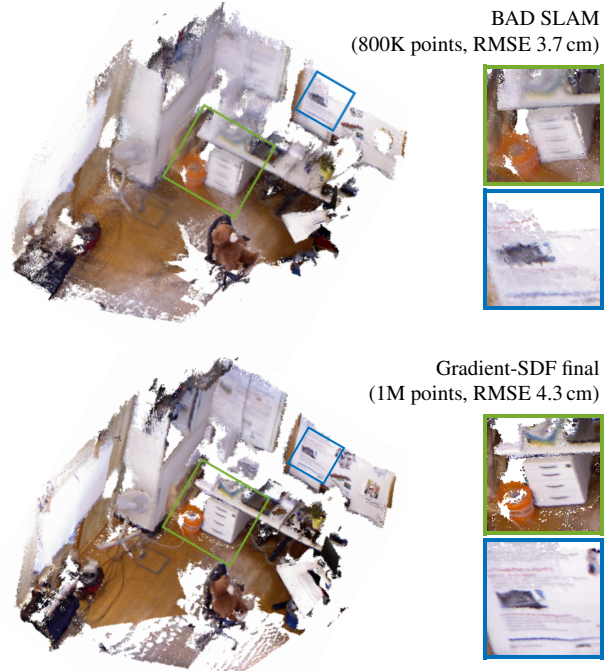 BAD SLAM
(800K points, RMSE 3.7 cm)
Gradient-SDF final
(1M points, RMSE 4.3 cm)